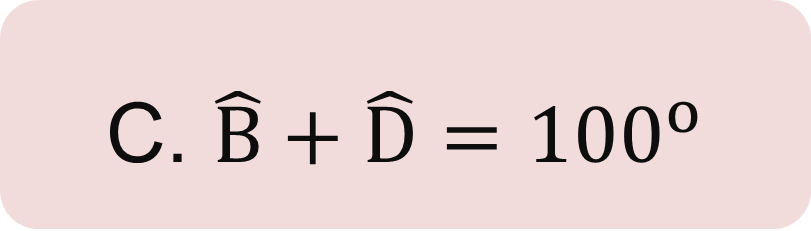 C. B̂ + D̂ = 100º